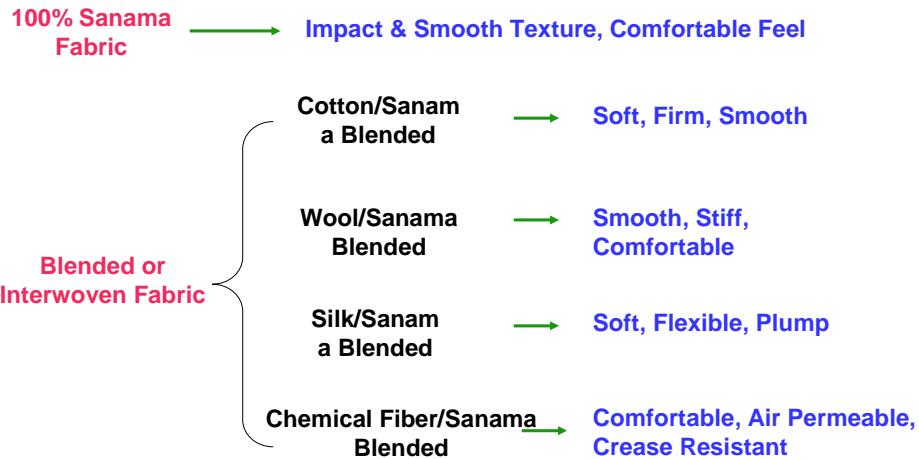 100% Sanama
Fabric
Impact & Smooth Texture, Comfortable Feel
Cotton/Sanam
a Blended
Soft, Firm, Smooth
Wool/Sanama
Blended
Smooth, Stiff,
Comfortable
Blended or
Interwoven Fabric
Silk/Sanam
a Blended
Soft, Flexible, Plump
Chemical Fiber/Sanama
Blended
Comfortable, Air Permeable,
Crease Resistant